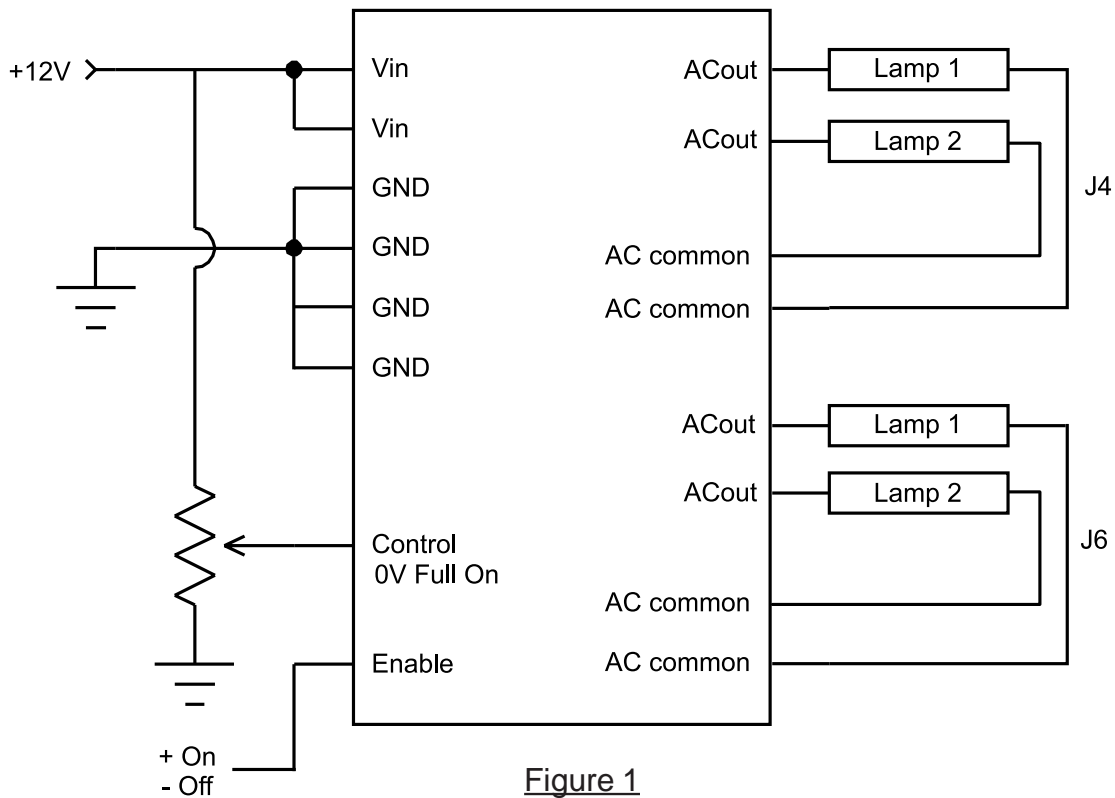 +12V
Vin
Vin
GND
GND
GND
GND
Control
0V Full On
Enable
+ On
- Off
ACout
Lamp 1
ACout
Lamp 2
J4
AC common
AC common
ACout
Lamp 1
ACout
Lamp 2
J6
AC common
AC common
Figure 1